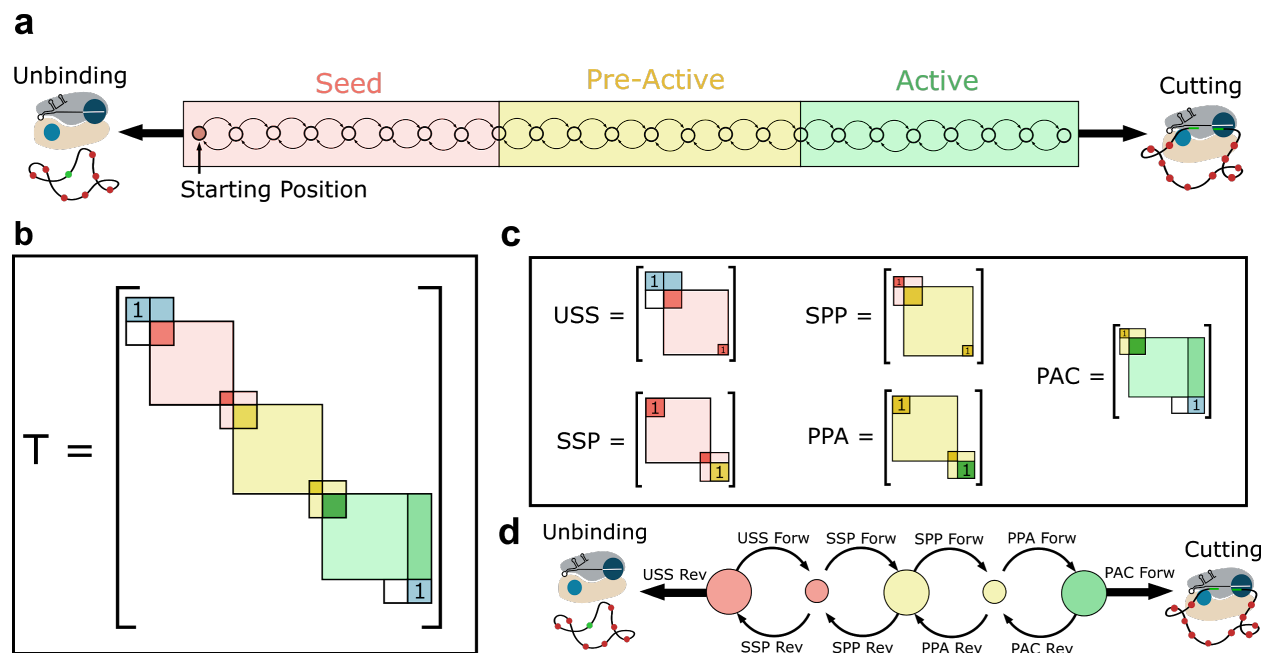 a
Unbinding
Seed
Pre-Active
Active
Cutting
Starting Position
b
T =
1
1
c
USS =
1
1
SPP =
1
1
PAC =
1
1
SSP =
1
1
PPA =
1
1
d
Unbinding
USS Rev
USS Forw
SSP Forw
SPP Forw
PPA Forw
PAC Forw
SSP Rev
SPP Rev
PPA Rev
PAC Rev
Cutting